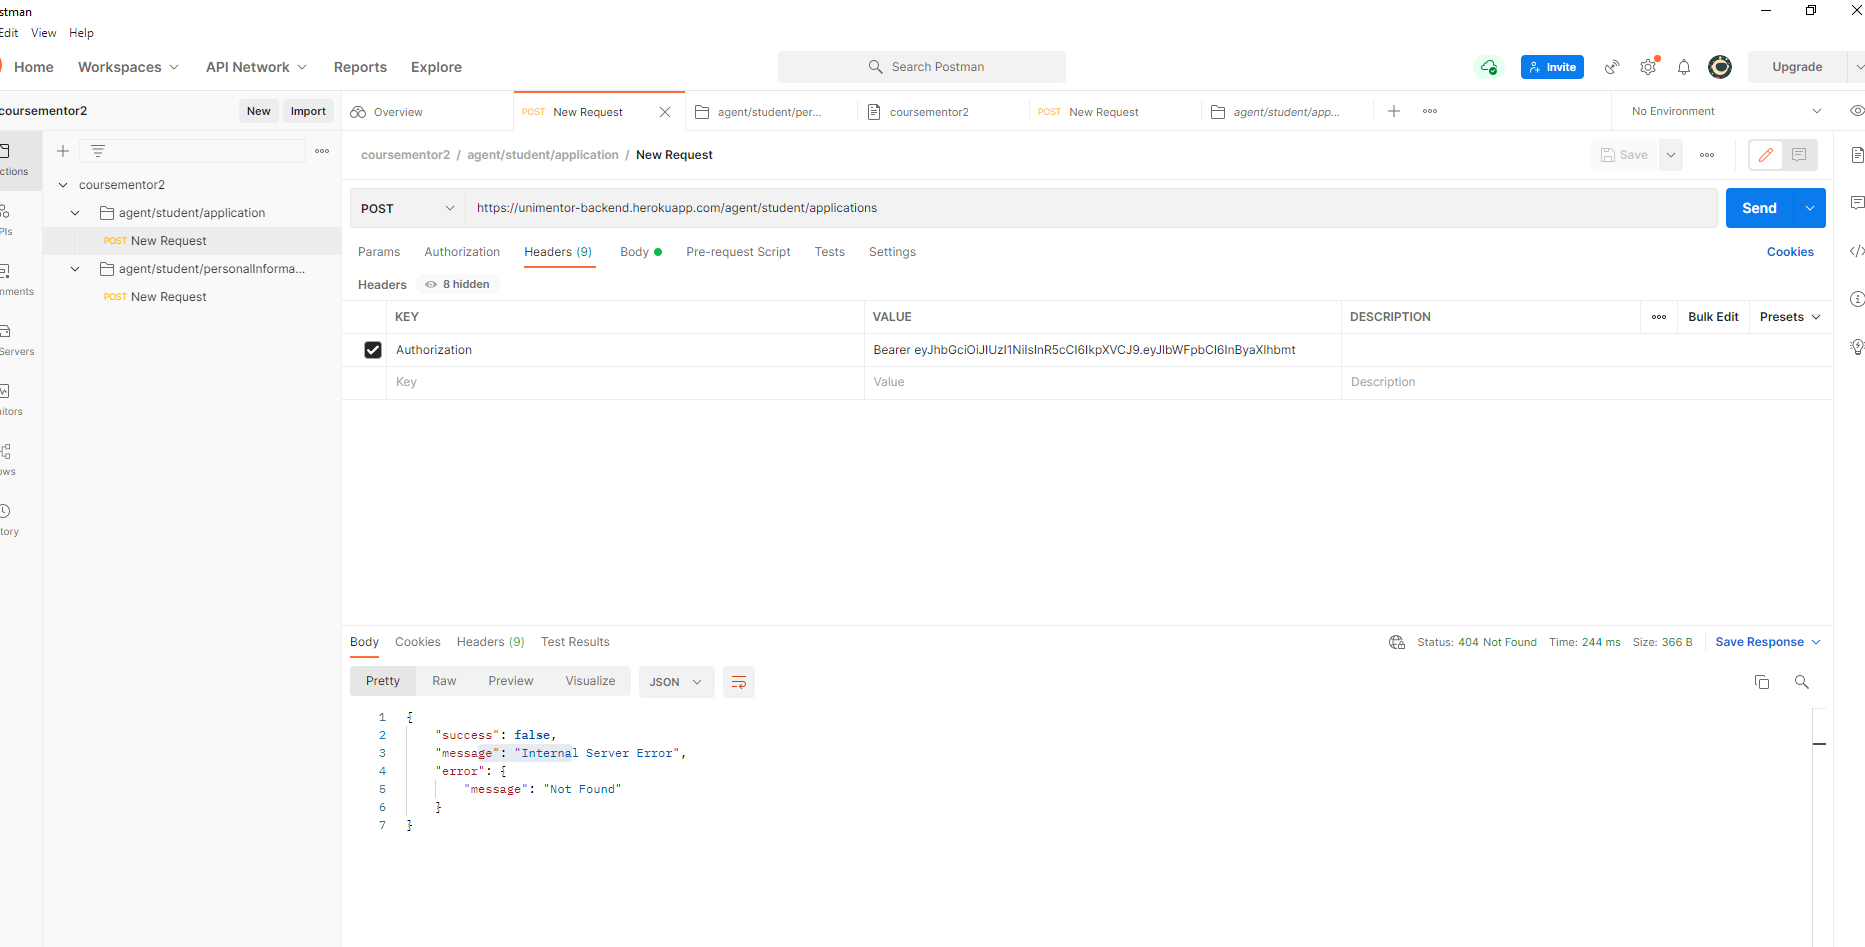 stman
Edit View Help
Home Workspaces API Network Reports Explore Search Postman Invite Upgrade
coursementor2 New Import Overview POST New Request agent/student/per... coursementor2 POST New Request agent/student/app... No Environment
coursementor2 / agent/student/application / New Request Save
ctions
coursementor2
agent/student/application
POST New Request
agent/student/personalInforma...
POST New Request
PIs
nments
Servers
itors
ows
tory
POST https://unimentor-backend.herokuapp.com/agent/student/applications Send
Params Authorization Headers (9) Body Pre-request Script Tests Settings Cookies
Headers 8 hidden
KEY VALUE DESCRIPTION Bulk Edit Presets
Authorization Bearer eyJhbGciOiJIUzI1NiIsInR5cCI6IkpXVCJ9.eyJlbWFpbCI6InByaXlhbmt
Key Value Description
Body Cookies Headers (9) Test Results Status: 404 Not Found Time: 244 ms Size: 366 B Save Response
Pretty Raw Preview Visualize JSON
1 {
2 "success": false,
3 "message": "Internal Server Error",
4 "error": {
5 "message": "Not Found"
6 }
7 }